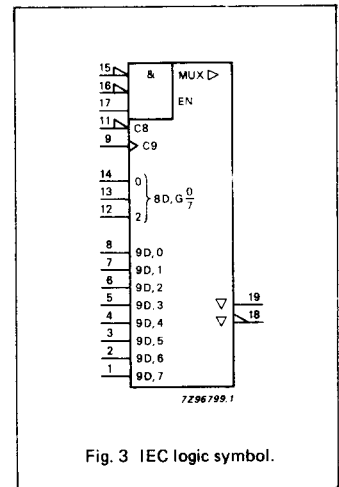 15 & MUX ▷
16
17 EN
11 C8
9 C9
14 0
13 8D, G 0/7
12 2
8 9D, 0
7 9D, 1
6 9D, 2
5 9D, 3 ▽ 19
4 9D, 4 ▽ 18
3 9D, 5
2 9D, 6
1 9D, 7
7Z96799.1
Fig. 3 IEC logic symbol.